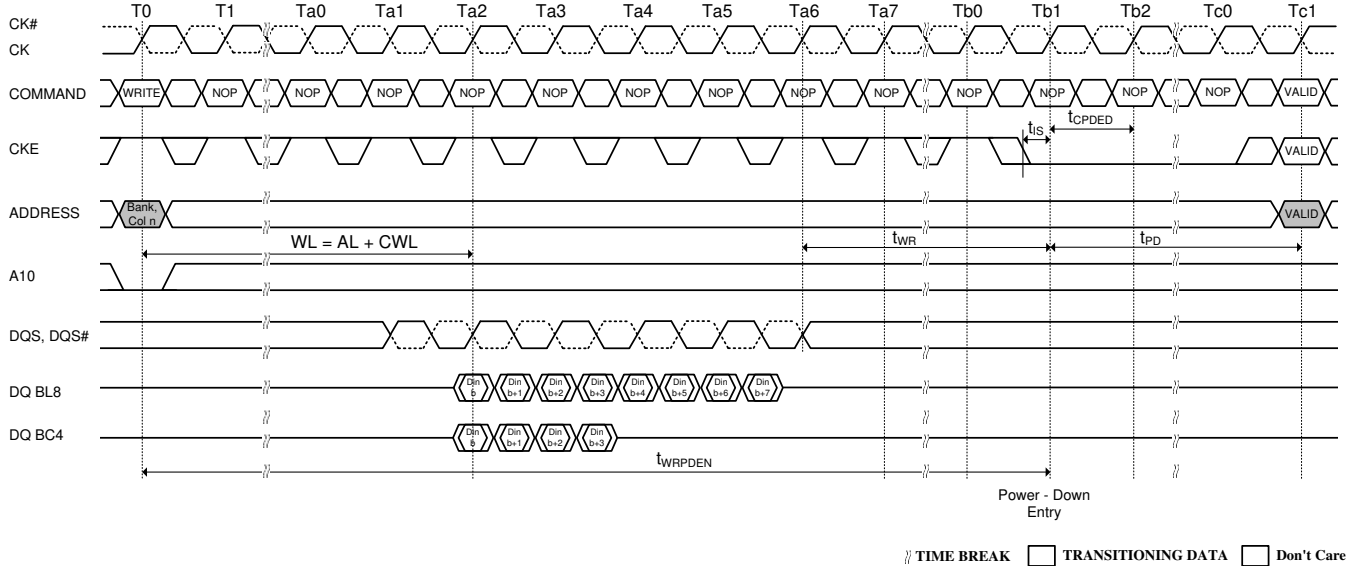 T0 T1 Ta0 Ta1 Ta2 Ta3 Ta4 Ta5 Ta6 Ta7 Tb0 Tb1 Tb2 Tc0 Tc1
CK#
CK
COMMAND WRITE NOP NOP NOP NOP NOP NOP NOP NOP NOP NOP NOP NOP NOP VALID
tIS tCPDED
CKE VALID
ADDRESS Bank, Col n VALID
WL = AL + CWL tWR tPD
A10
DQS, DQS#
DQ BL8 Din b Din b+1 Din b+2 Din b+3 Din b+4 Din b+5 Din b+6 Din b+7
DQ BC4 Din b Din b+1 Din b+2 Din b+3
tWRPDEN
Power - Down
Entry
TIME BREAK TRANSITIONING DATA Don't Care